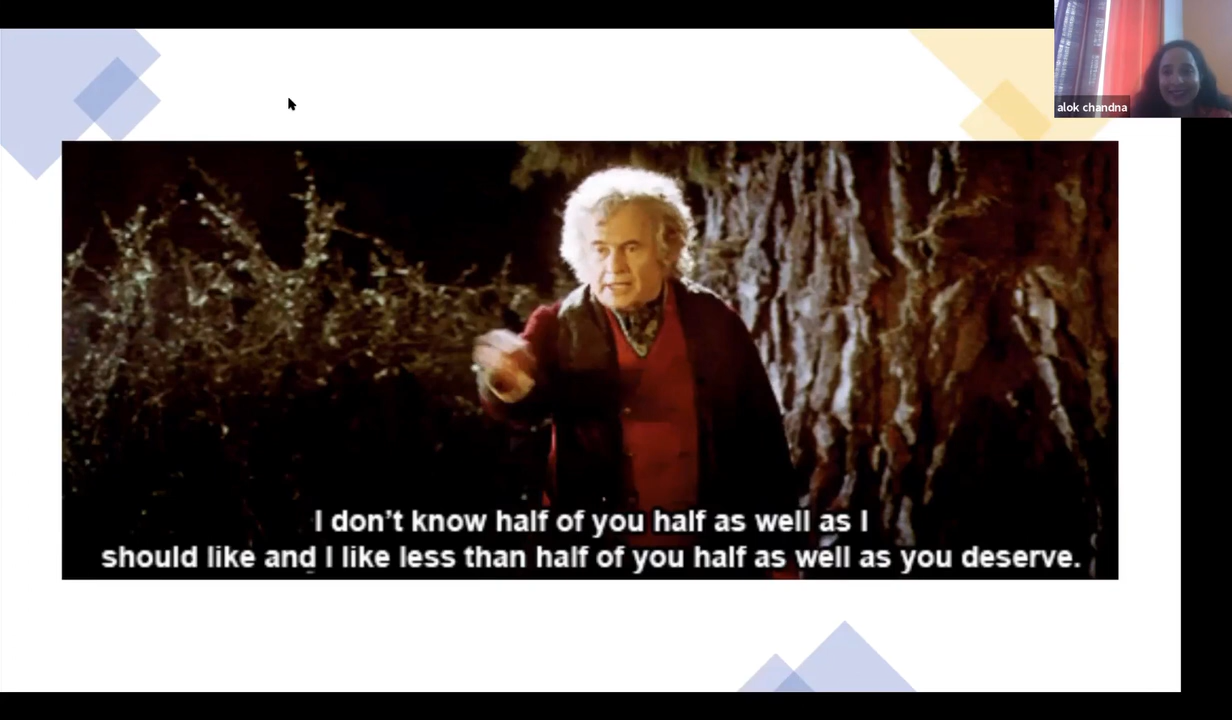 alok chandna
I don't know half of you half as well as I
should like and I like less than half of you half as well as you deserve.